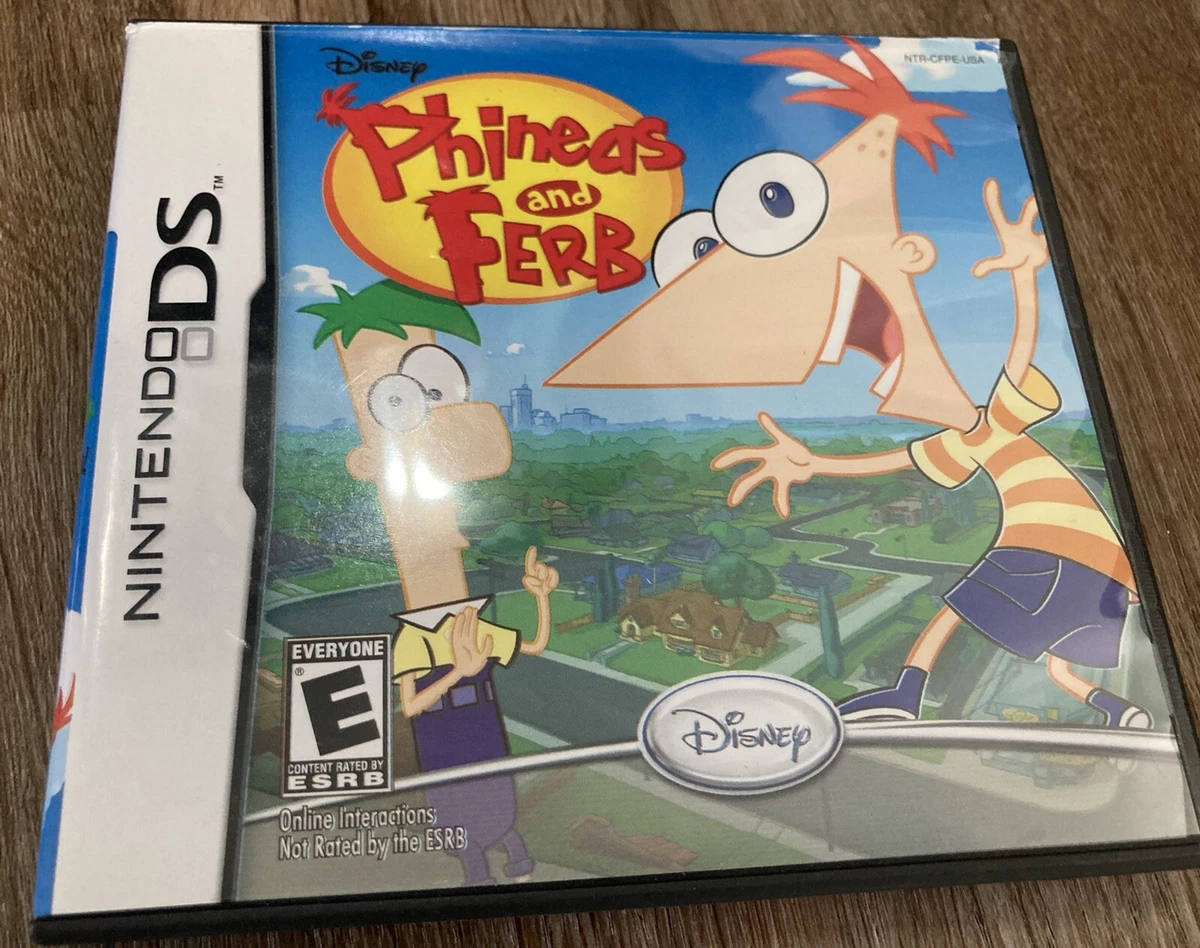 NINTENDO DS™
Disney
Phineas
and
Ferb
NTR-CFPE-USA
EVERYONE
E
®
CONTENT RATED BY
ESRB
Disney
Online Interactions
Not Rated by the ESRB